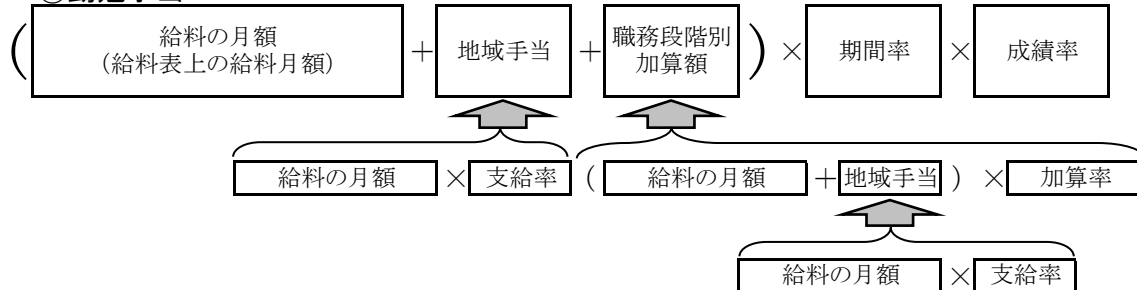 ( 給料の月額 + 地域手当 + 職務段階別 ) × 期間率 × 成績率
(給料表上の給料月額) 加算額
給料の月額 × 支給率 ( 給料の月額 +地域手当 ) × 加算率
給料の月額 × 支給率